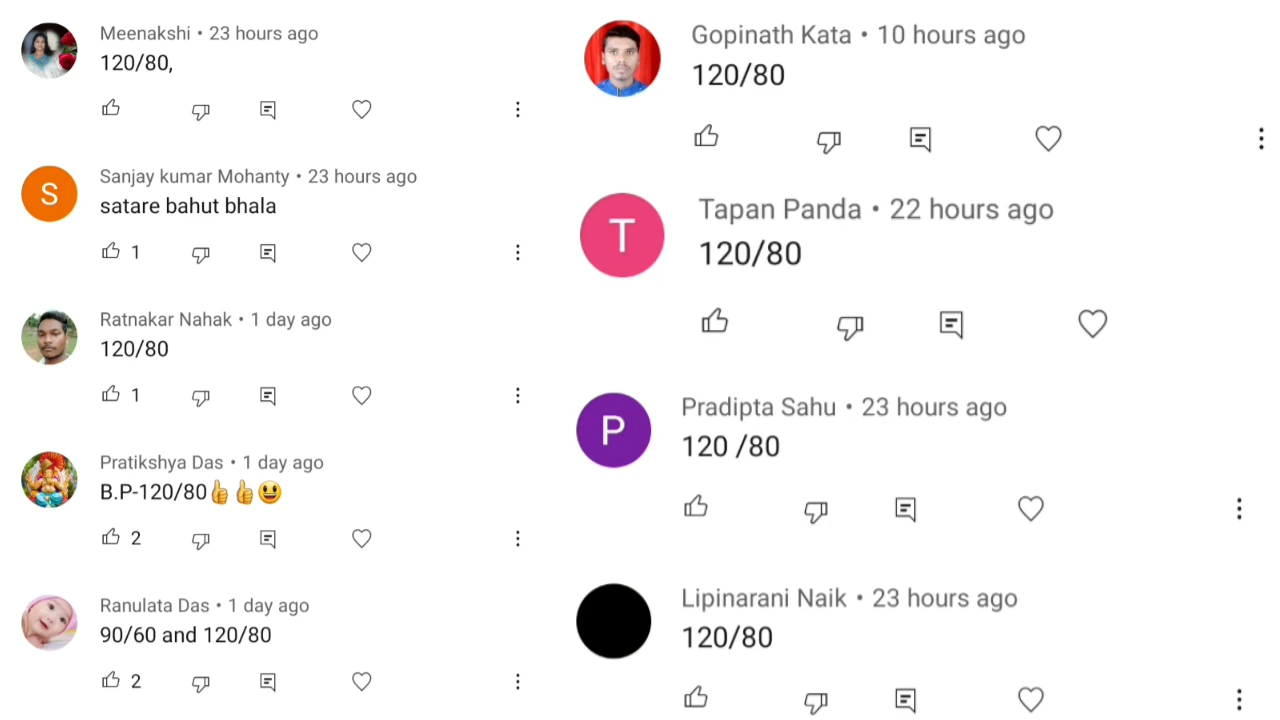 Meenakshi • 23 hours ago
120/80,
S
Sanjay kumar Mohanty • 23 hours ago
satare bahut bhala
1
Ratnakar Nahak • 1 day ago
120/80
1
Pratikshya Das • 1 day ago
B.P-120/80👍👍😃
2
Ranulata Das • 1 day ago
90/60 and 120/80
2
Gopinath Kata • 10 hours ago
120/80
T
Tapan Panda • 22 hours ago
120/80
P
Pradipta Sahu • 23 hours ago
120 /80
Lipinarani Naik • 23 hours ago
120/80